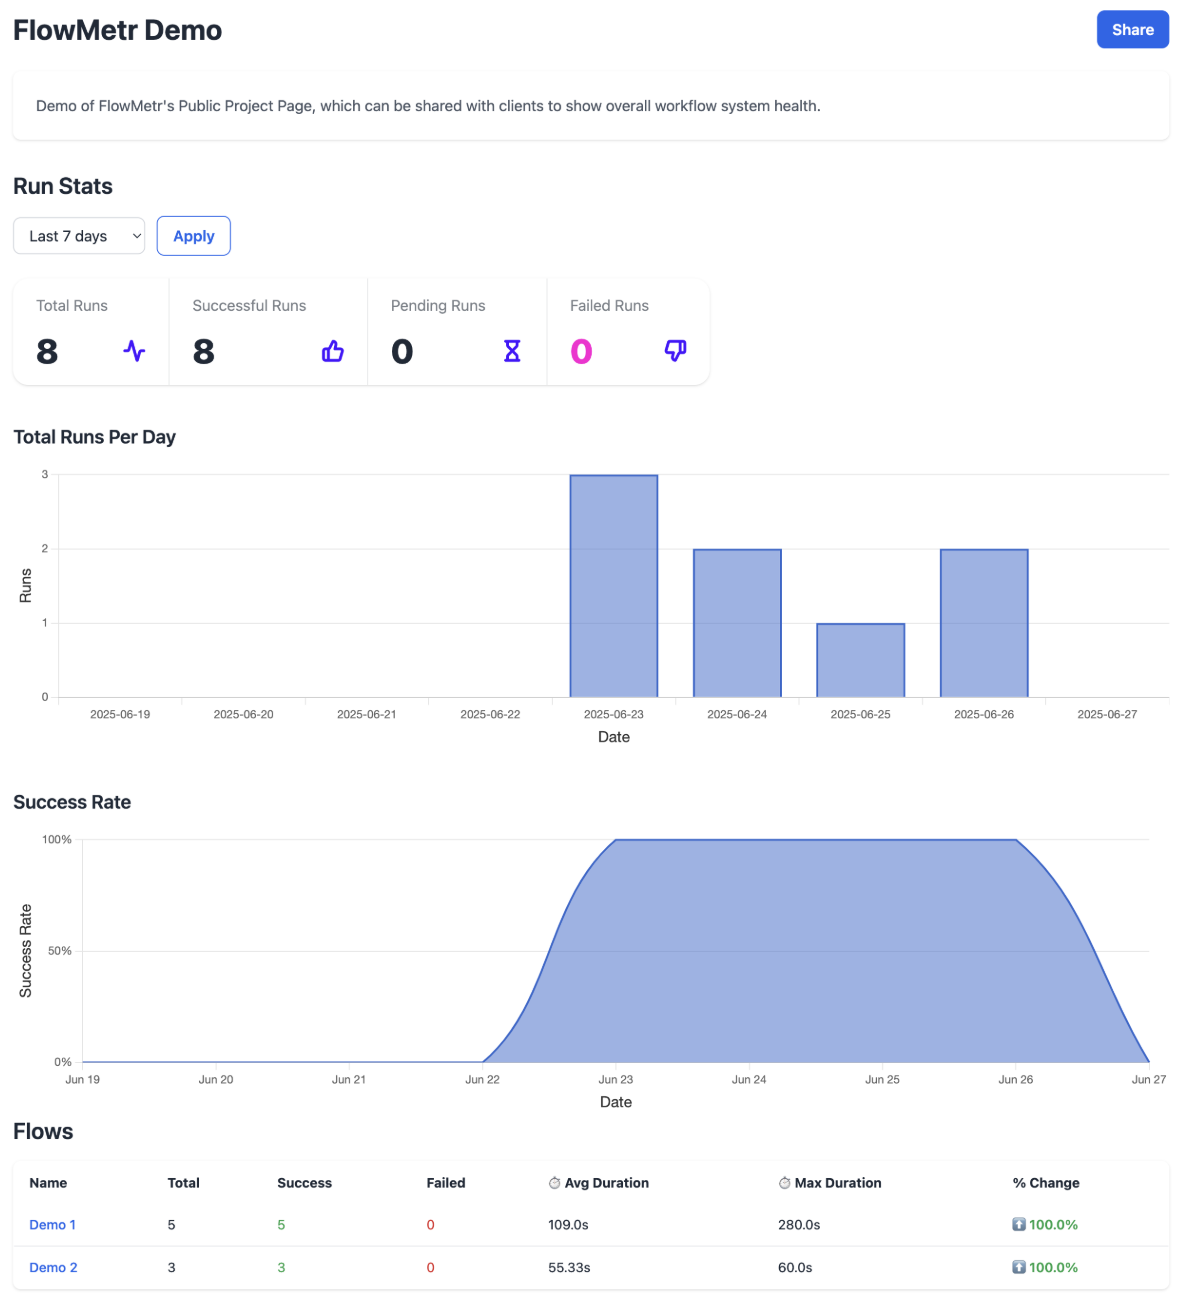 FlowMetr Demo
Share
Demo of FlowMetr's Public Project Page, which can be shared with clients to show overall workflow system health.
Run Stats
Last 7 days
Apply
Total Runs
8
Successful Runs
8
Pending Runs
0
Failed Runs
0
Total Runs Per Day
3
2
1
0
Runs
2025-06-19 2025-06-20 2025-06-21 2025-06-22 2025-06-23 2025-06-24 2025-06-25 2025-06-26 2025-06-27
Date
Success Rate
100%
50%
0%
Success Rate
Jun 19 Jun 20 Jun 21 Jun 22 Jun 23 Jun 24 Jun 25 Jun 26 Jun 27
Date
Flows
Name Total Success Failed ⏱ Avg Duration ⏱ Max Duration % Change
Demo 1 5 5 0 109.0s 280.0s ⬆ 100.0%
Demo 2 3 3 0 55.33s 60.0s ⬆ 100.0%